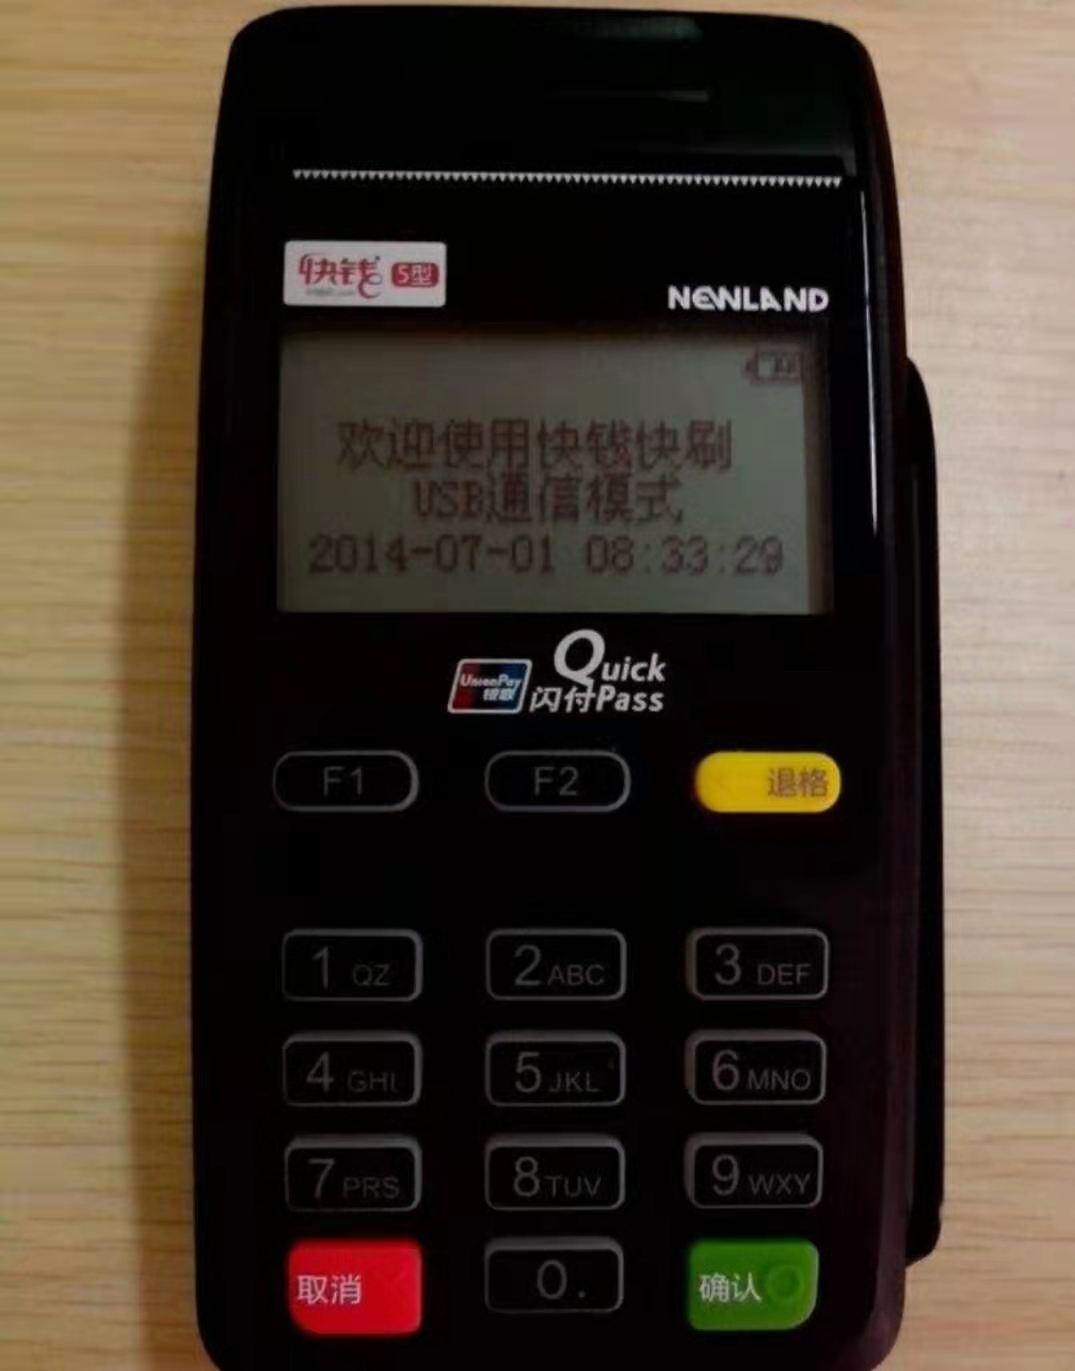 快钱 5型
NEWLAND
欢迎使用快钱快刷
USB通信模式
2014-07-01 08:33:29
UnionPay 银联
Quick
闪付Pass
F1 F2 退格
1 QZ 2 ABC 3 DEF
4 GHI 5 JKL 6 MNO
7 PRS 8 TUV 9 WXY
取消 0. 确认